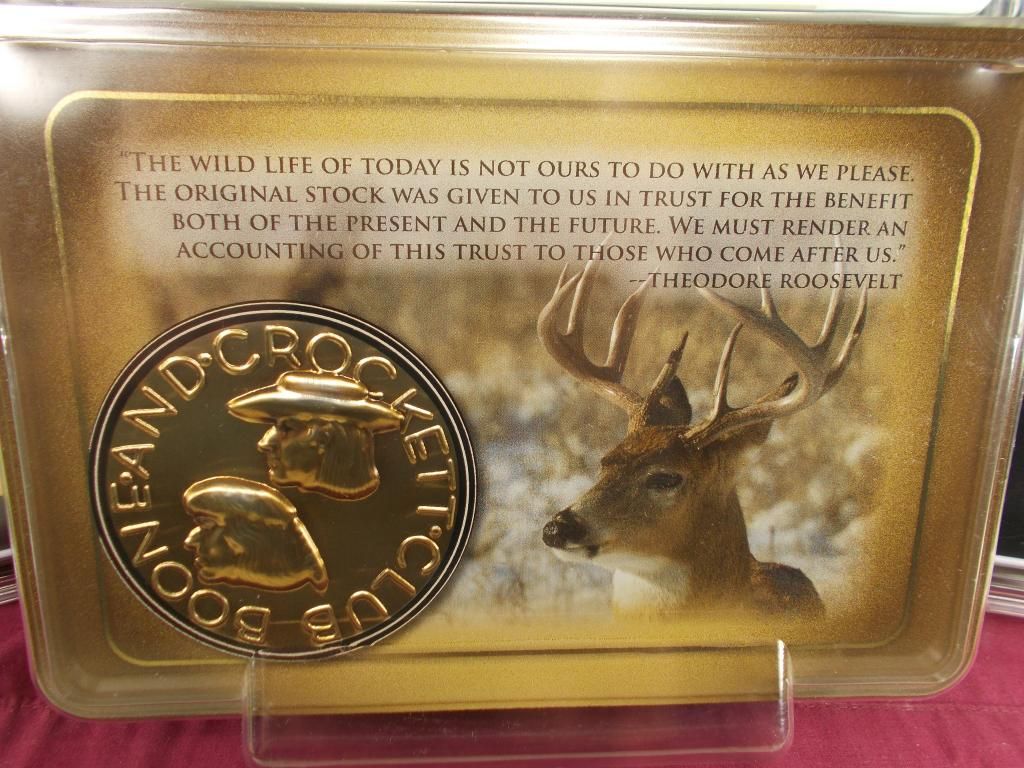 "THE WILD LIFE OF TODAY IS NOT OURS TO DO WITH AS WE PLEASE.
THE ORIGINAL STOCK WAS GIVEN TO US IN TRUST FOR THE BENEFIT
BOTH OF THE PRESENT AND THE FUTURE. WE MUST RENDER AN
ACCOUNTING OF THIS TRUST TO THOSE WHO COME AFTER US."
--THEODORE ROOSEVELT
BOONE·AND·CROCKETT·CLUB